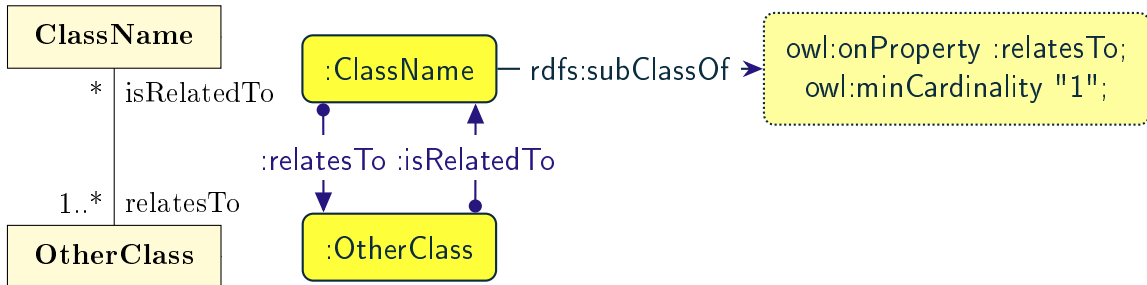 ClassName
* isRelatedTo
1..* relatesTo
OtherClass
:ClassName
rdfs:subClassOf
owl:onProperty :relatesTo;
owl:minCardinality "1";
:relatesTo :isRelatedTo
:OtherClass